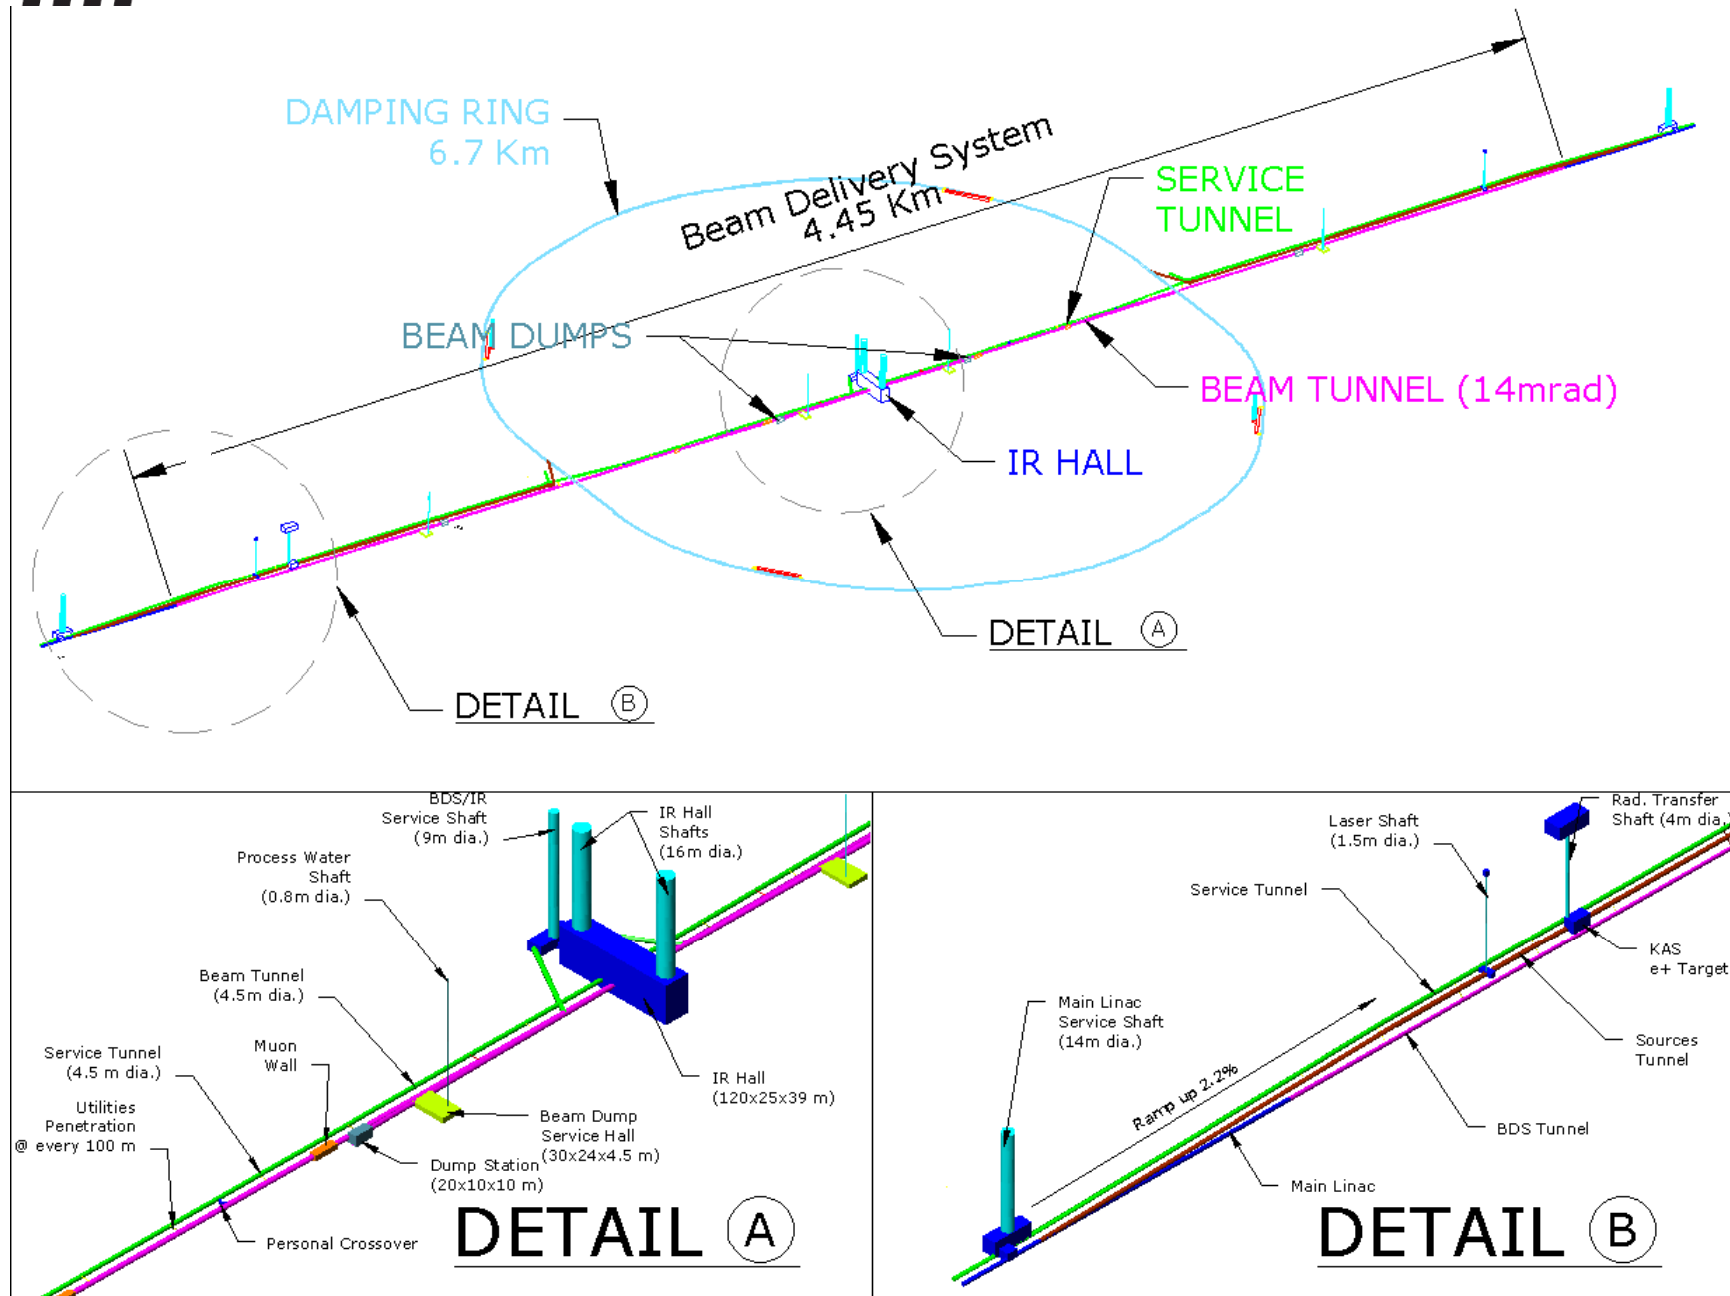 DAMPING RING
6.7 Km
Beam Delivery System
4.45 Km
SERVICE
TUNNEL
BEAM DUMPS
BEAM TUNNEL (14mrad)
IR HALL
DETAIL A
DETAIL B
BDS/IR
Service Shaft
(9m dia.)
IR Hall
Shafts
(16m dia.)
Process Water
Shaft
(0.8m dia.)
Beam Tunnel
(4.5m dia.)
Muon
Wall
Service Tunnel
(4.5 m dia.)
Utilities
Penetration
@ every 100 m
IR Hall
(120x25x39 m)
Beam Dump
Service Hall
(30x24x4.5 m)
Dump Station
(20x10x10 m)
Personal Crossover
DETAIL A
Rad. Transfer
Shaft (4m dia.)
Laser Shaft
(1.5m dia.)
Service Tunnel
KAS
e+ Target
Main Linac
Service Shaft
(14m dia.)
Sources
Tunnel
Ramp up 2.2%
BDS Tunnel
Main Linac
DETAIL B